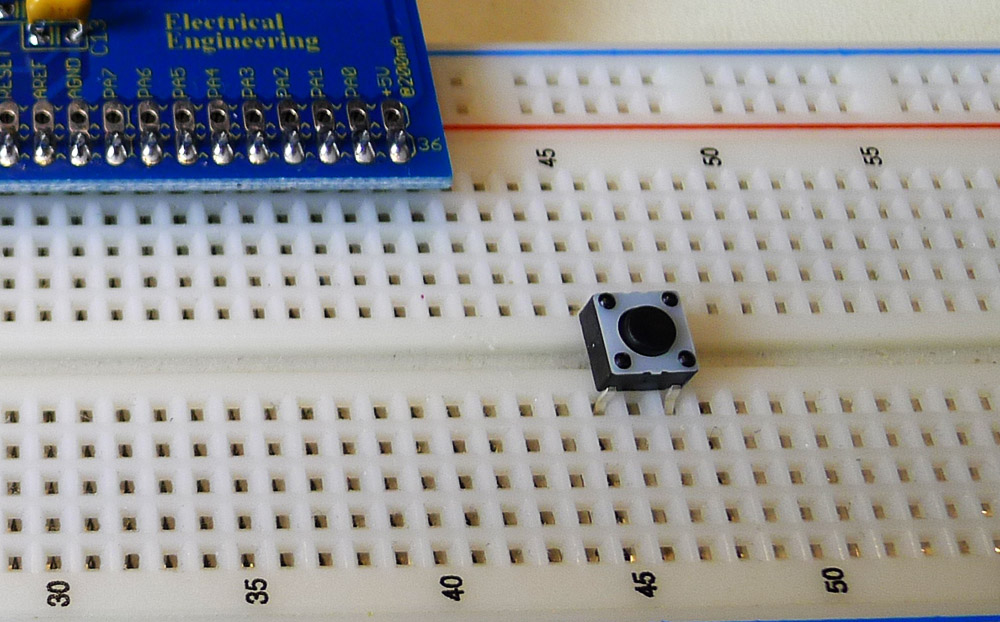 Electrical
Engineering
C13
RESET
AREF
AGND
PA7
PA6
PA5
PA4
PA3
PA2
PA1
PA0
+5V
@200mA
36
45
50
55
30
35
40
45
50